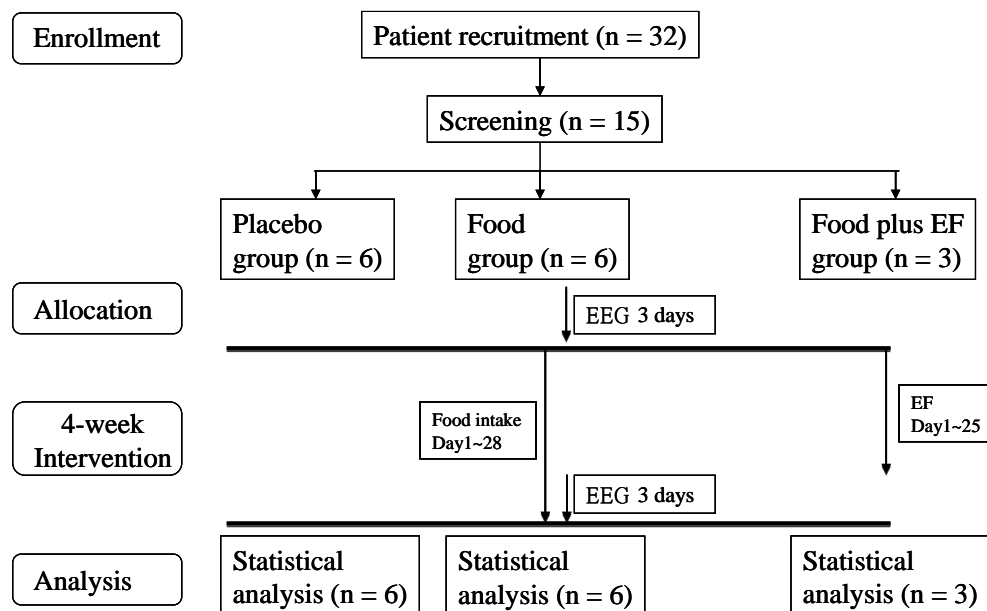 Enrollment
Patient recruitment (n = 32)
Screening (n = 15)
Placebo
group (n = 6)
Food
group (n = 6)
Food plus EF
group (n = 3)
Allocation
EEG 3 days
4-week
Intervention
Food intake
Day1~28
EF
Day1~25
EEG 3 days
Analysis
Statistical
analysis (n = 6)
Statistical
analysis (n = 6)
Statistical
analysis (n = 3)